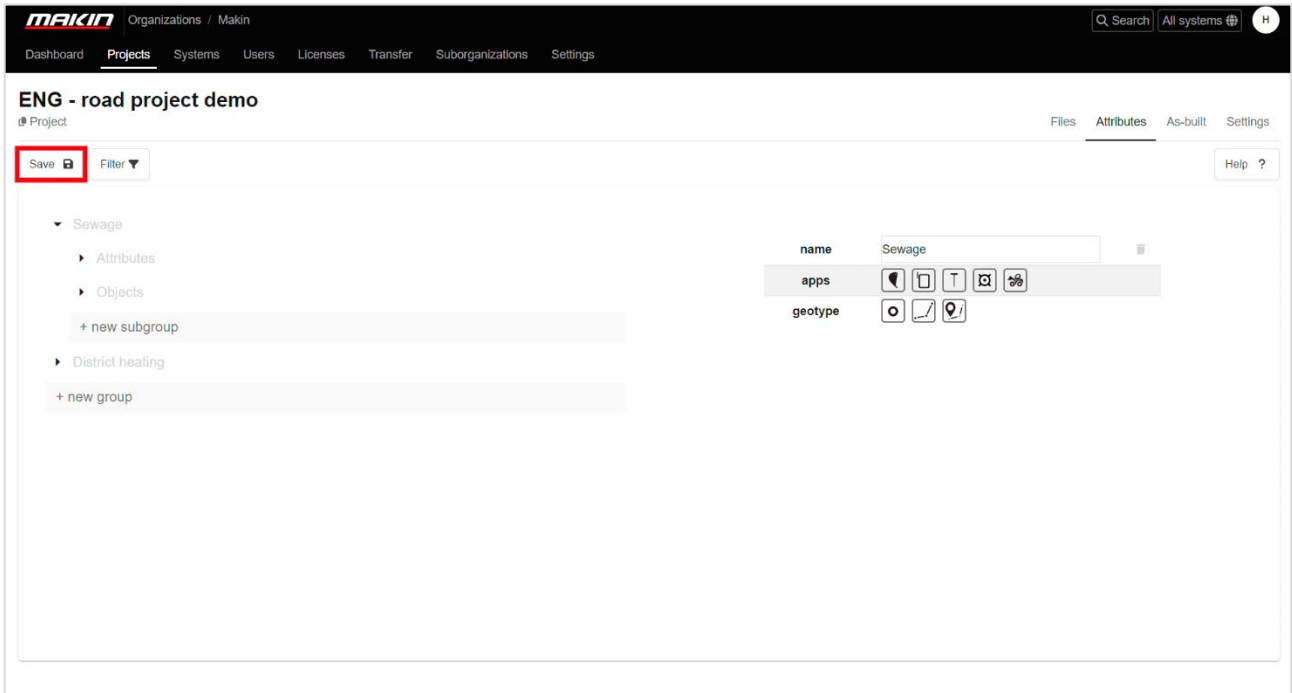 MAKIN Organizations / Makin Search All systems H
Dashboard Projects Systems Users Licenses Transfer Suborganizations Settings
ENG - road project demo
Project Files Attributes As-built Settings
Save Filter Help ?
Sewage
Attributes
Objects
+ new subgroup
District heating
+ new group
name Sewage
apps
geotype